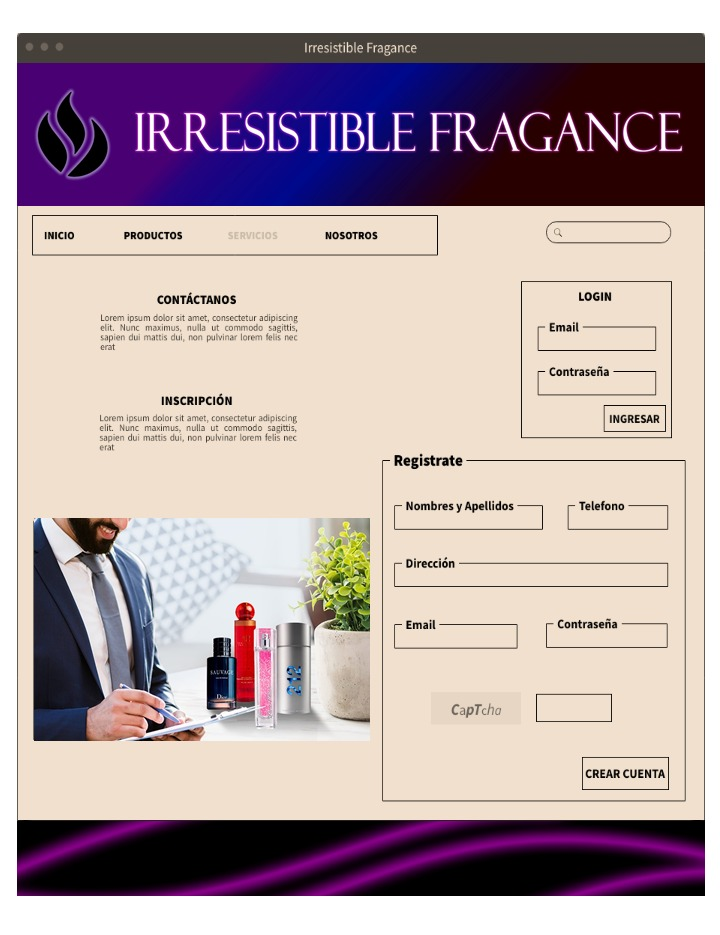 Irresistible Fragance
IRRESISTIBLE FRAGANCE
INICIO PRODUCTOS SERVICIOS NOSOTROS
CONTÁCTANOS
Lorem ipsum dolor sit amet, consectetur adipiscing
elit. Nunc maximus, nulla ut commodo sagittis,
sapien dui mattis dui, non pulvinar lorem felis nec
erat
INSCRIPCIÓN
Lorem ipsum dolor sit amet, consectetur adipiscing
elit. Nunc maximus, nulla ut commodo sagittis,
sapien dui mattis dui, non pulvinar lorem felis nec
erat
LOGIN
Email
Contraseña
INGRESAR
Registrate
Nombres y Apellidos Telefono
Dirección
Email Contraseña
CapTcha
CREAR CUENTA
SAUVAGE
Dior
212